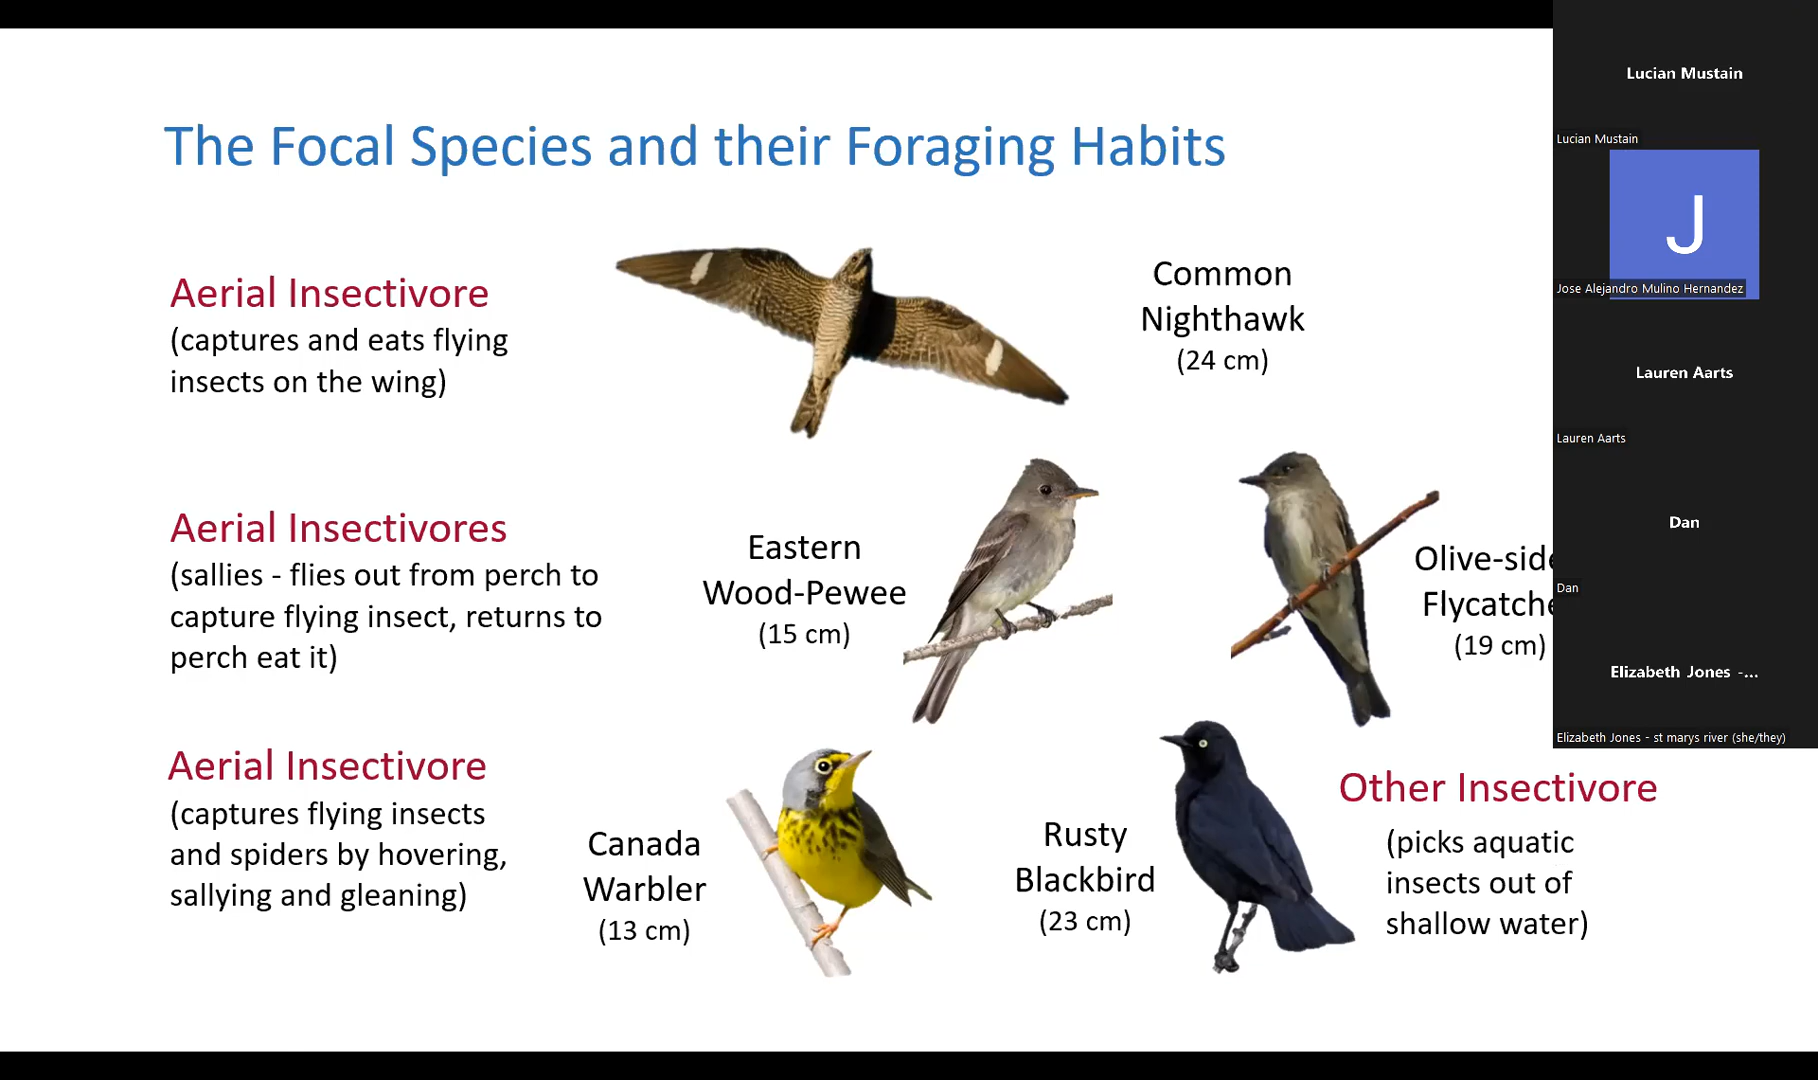 The Focal Species and their Foraging Habits
Aerial Insectivore
(captures and eats flying
insects on the wing)
Common
Nighthawk
(24 cm)
Aerial Insectivores
(sallies - flies out from perch to
capture flying insect, returns to
perch eat it)
Eastern
Wood-Pewee
(15 cm)
Olive-side
Flycatche
(19 cm)
Aerial Insectivore
(captures flying insects
and spiders by hovering,
sallying and gleaning)
Canada
Warbler
(13 cm)
Rusty
Blackbird
(23 cm)
Other Insectivore
(picks aquatic
insects out of
shallow water)
Lucian Mustain
Lucian Mustain
J
Jose Alejandro Mulino Hernandez
Lauren Aarts
Lauren Aarts
Dan
Dan
Elizabeth Jones -...
Elizabeth Jones - st marys river (she/they)